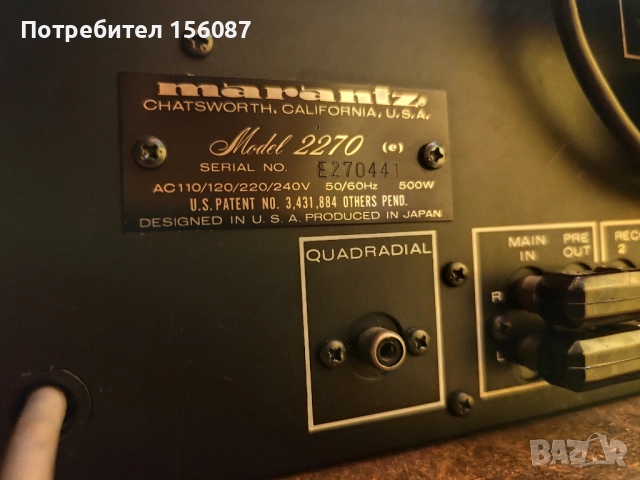 Потребител 156087
marantz
CHATSWORTH, CALIFORNIA, U.S.A.
Model 2270 (e)
SERIAL NO. E270441
AC110/120/220/240V 50/60Hz 500W
U.S. PATENT NO. 3,431,884 OTHERS PEND.
DESIGNED IN U.S.A. PRODUCED IN JAPAN
QUADRADIAL
MAIN IN
PRE OUT
2
R
BAZAR